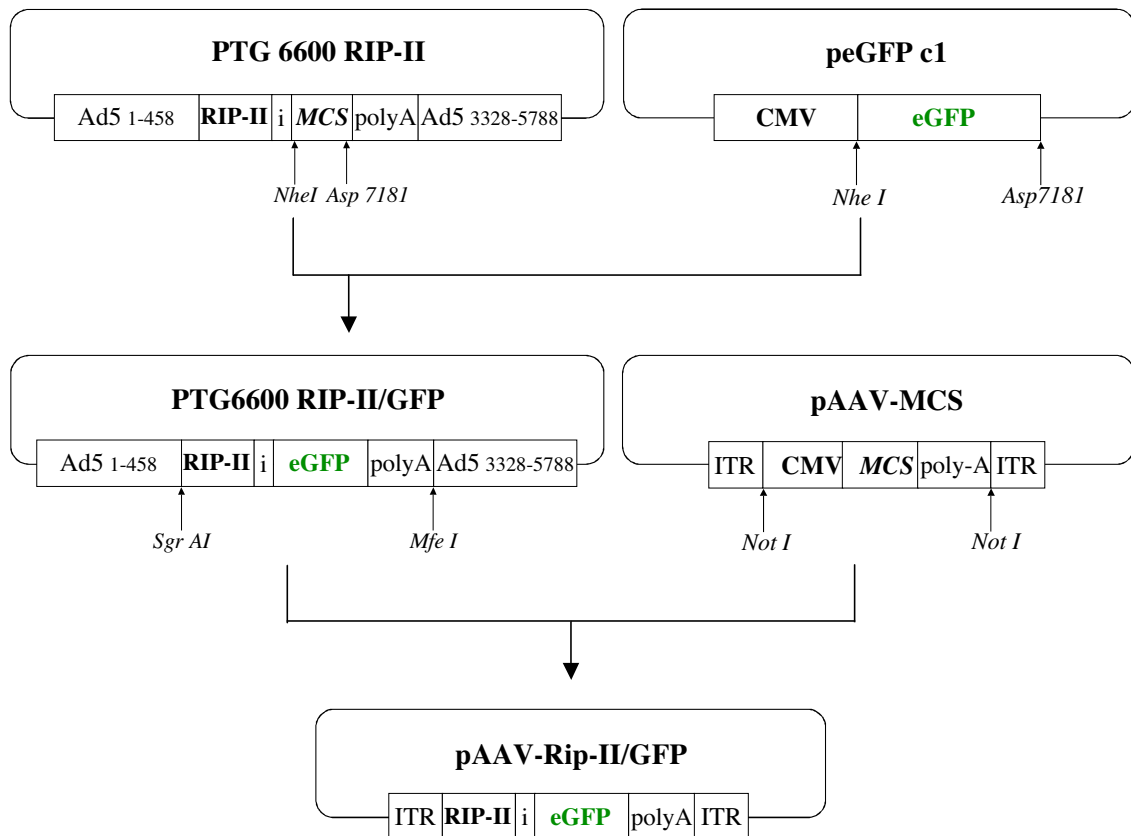 PTG 6600 RIP-II
peGFP c1
Ad5 1-458 RIP-II i MCS polyA Ad5 3328-5788
CMV eGFP
NheI Asp 7181
Nhe I Asp7181
PTG6600 RIP-II/GFP
pAAV-MCS
Ad5 1-458 RIP-II i eGFP polyA Ad5 3328-5788
ITR CMV MCS poly-A ITR
Sgr AI Mfe I
Not I Not I
pAAV-Rip-II/GFP
ITR RIP-II i eGFP polyA ITR